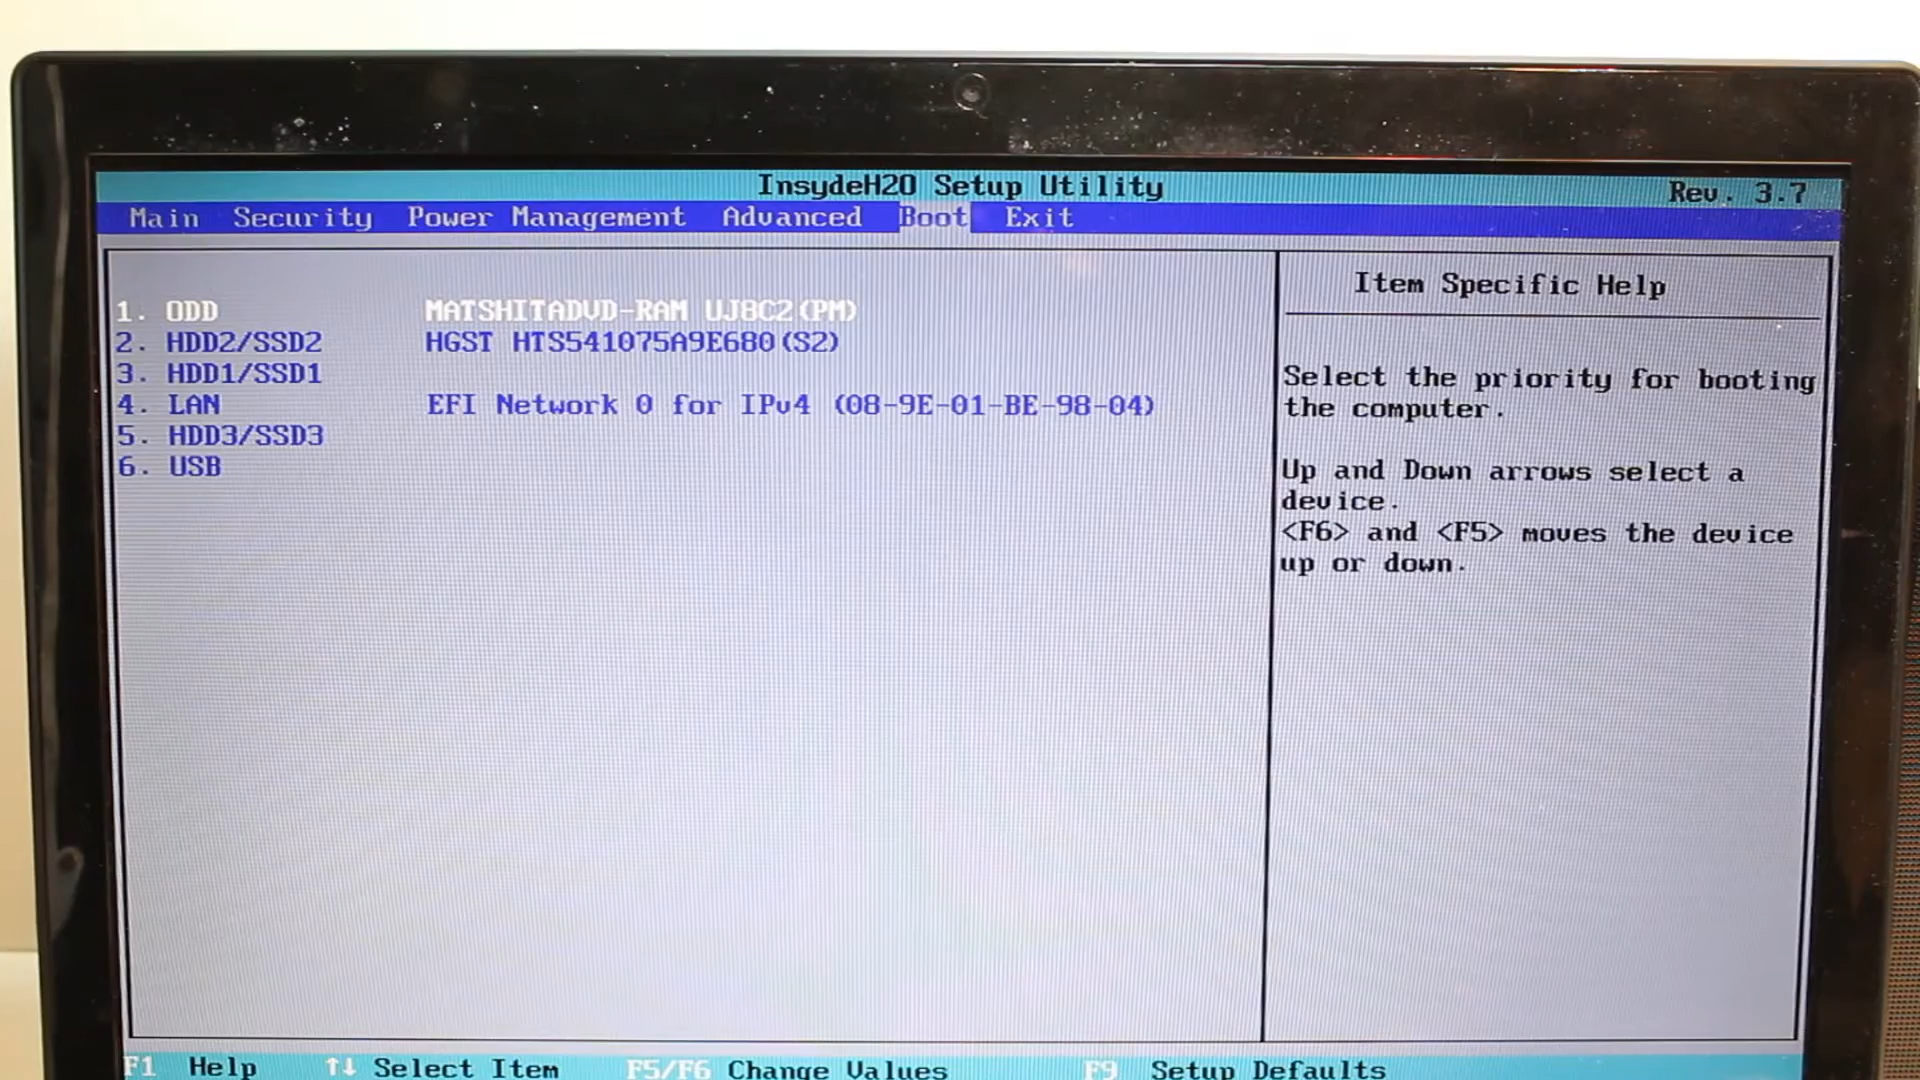 InsydeH2O Setup Utility Rev. 3.7
Main Security Power Management Advanced Boot Exit
1. ODD MATSHITADVD-RAM UJ8C2(PM)
2. HDD2/SSD2 HGST HTS541075A9E680(S2)
3. HDD1/SSD1
4. LAN EFI Network 0 for IPv4 (08-9E-01-BE-98-04)
5. HDD3/SSD3
6. USB
Item Specific Help
Select the priority for booting
the computer.
Up and Down arrows select a
device.
<F6> and <F5> moves the device
up or down.
F1 Help ↑↓ Select Item F5/F6 Change Values F9 Setup Defaults